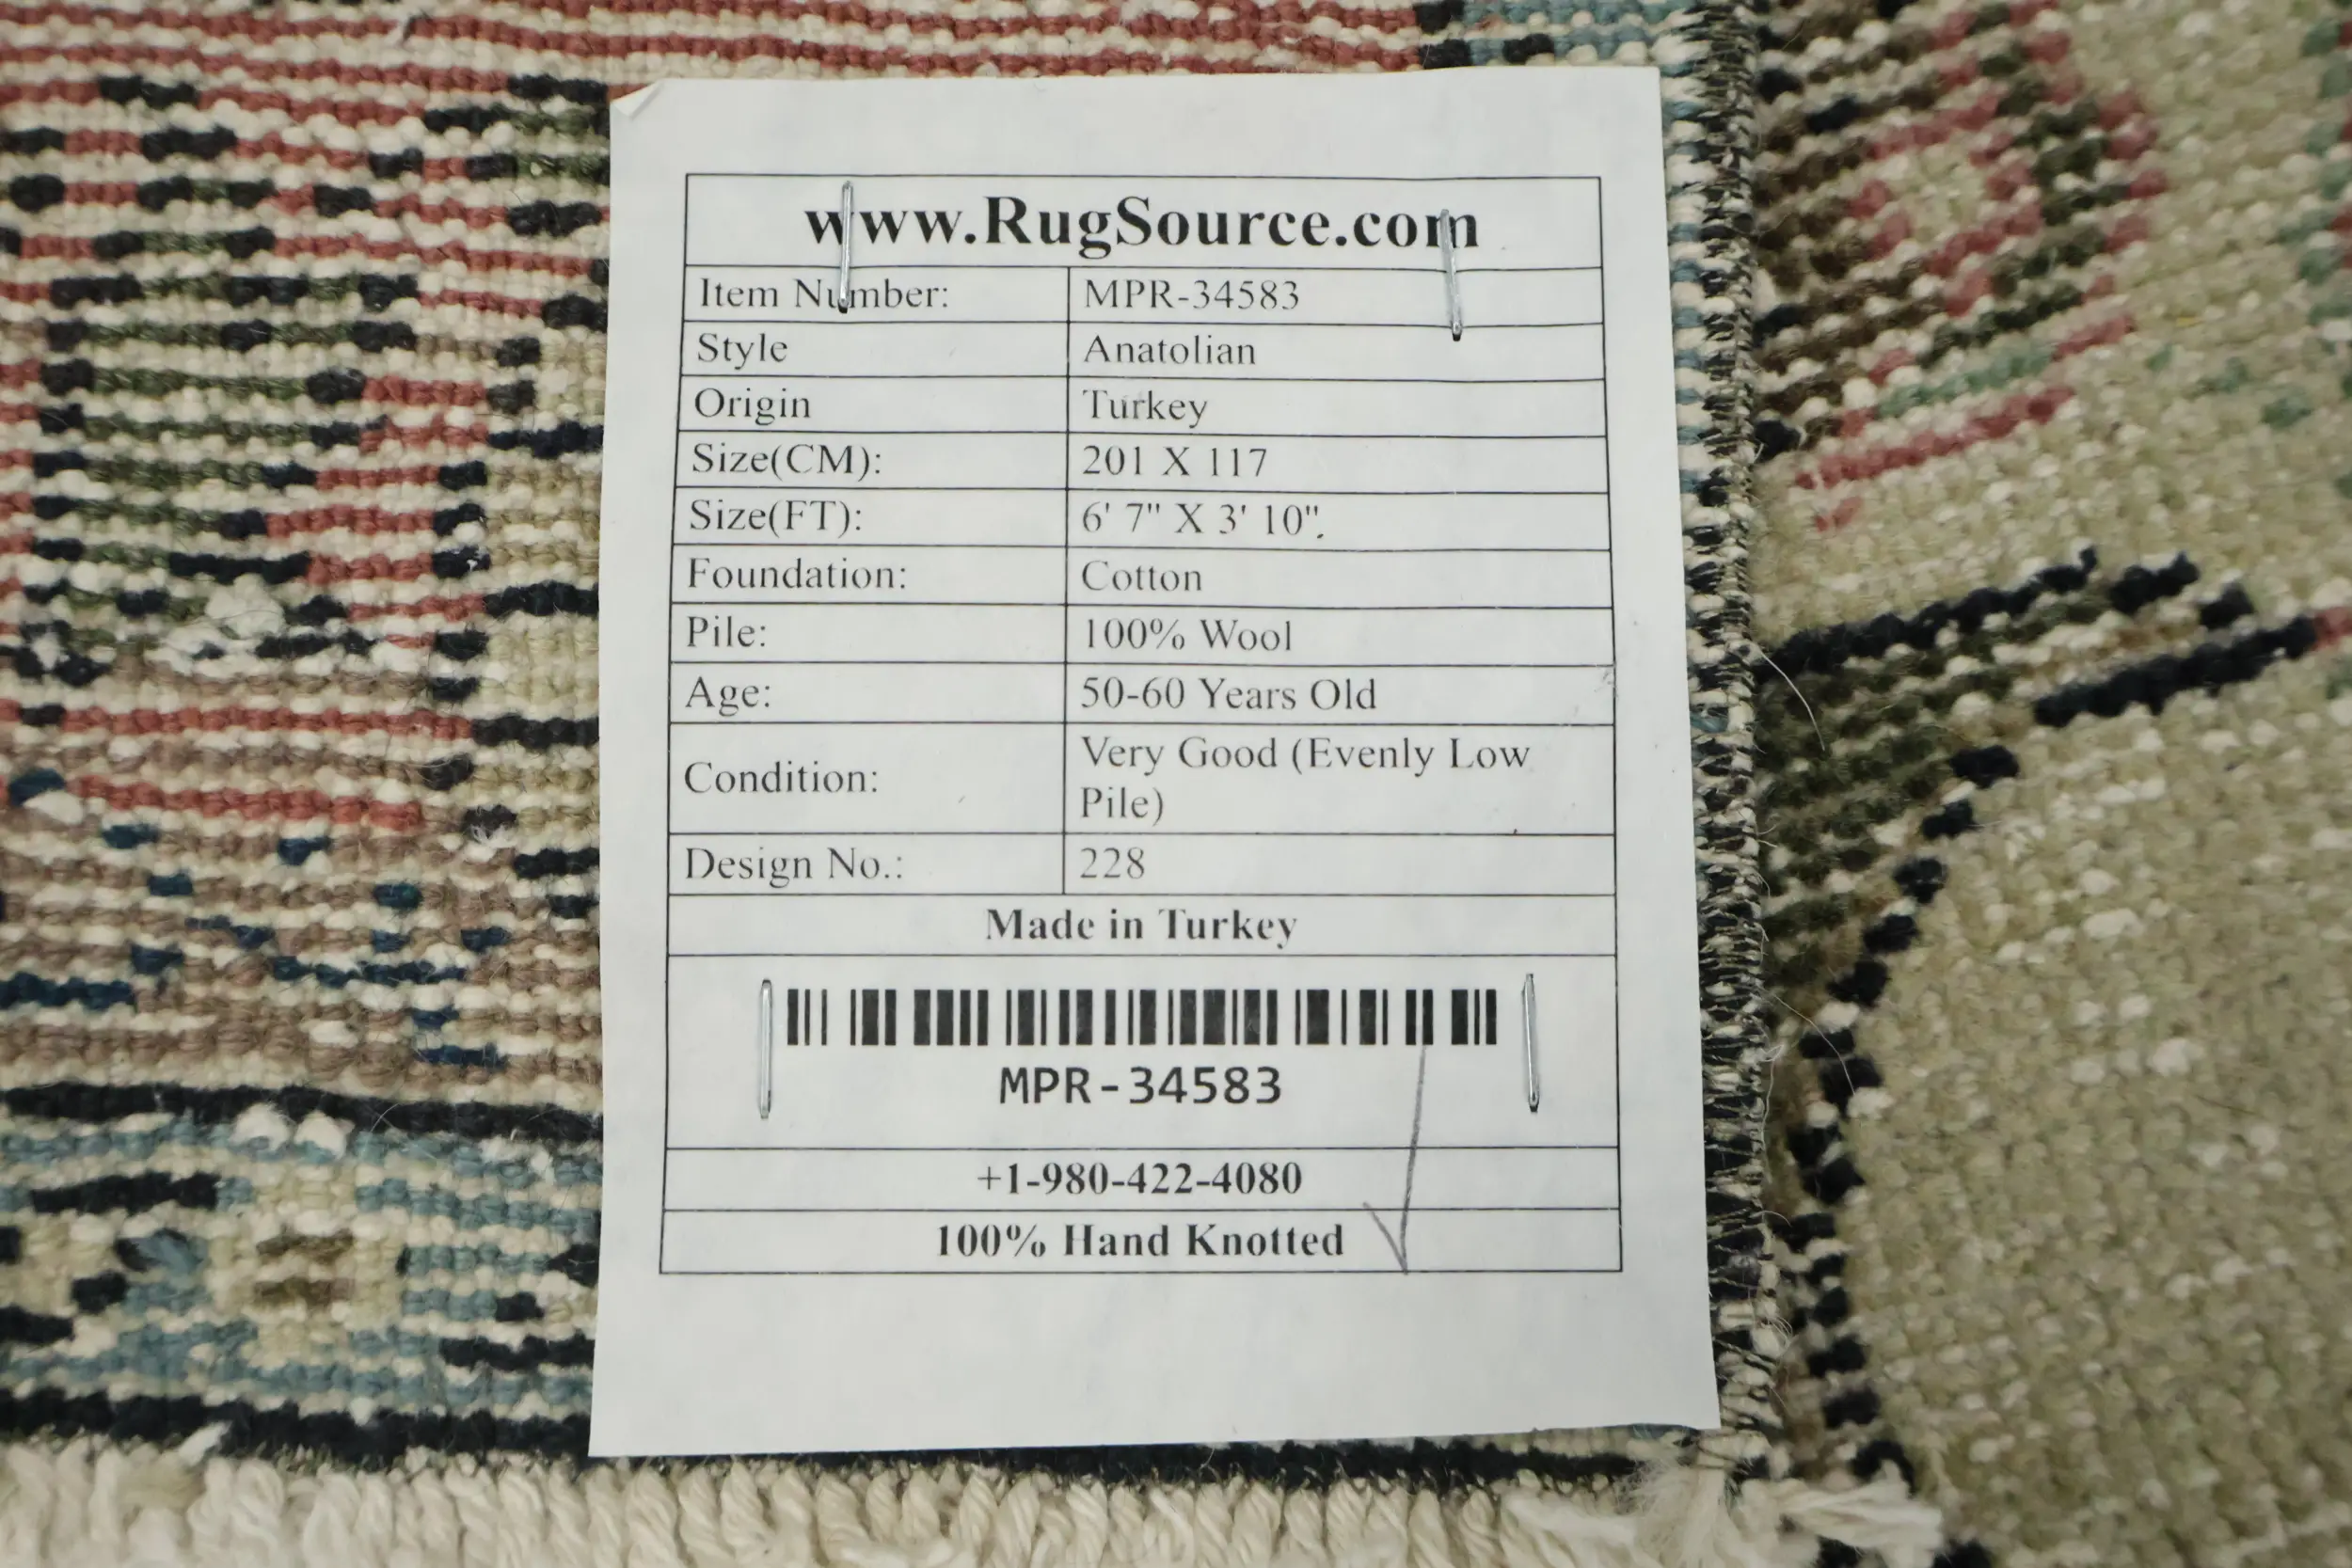 www.RugSource.com
Item Number: MPR-34583
Style Anatolian
Origin Turkey
Size(CM): 201 X 117
Size(FT): 6' 7" X 3' 10".
Foundation: Cotton
Pile: 100% Wool
Age: 50-60 Years Old
Condition: Very Good (Evenly Low
Pile)
Design No.: 228
Made in Turkey
MPR-34583
+1-980-422-4080
100% Hand Knotted